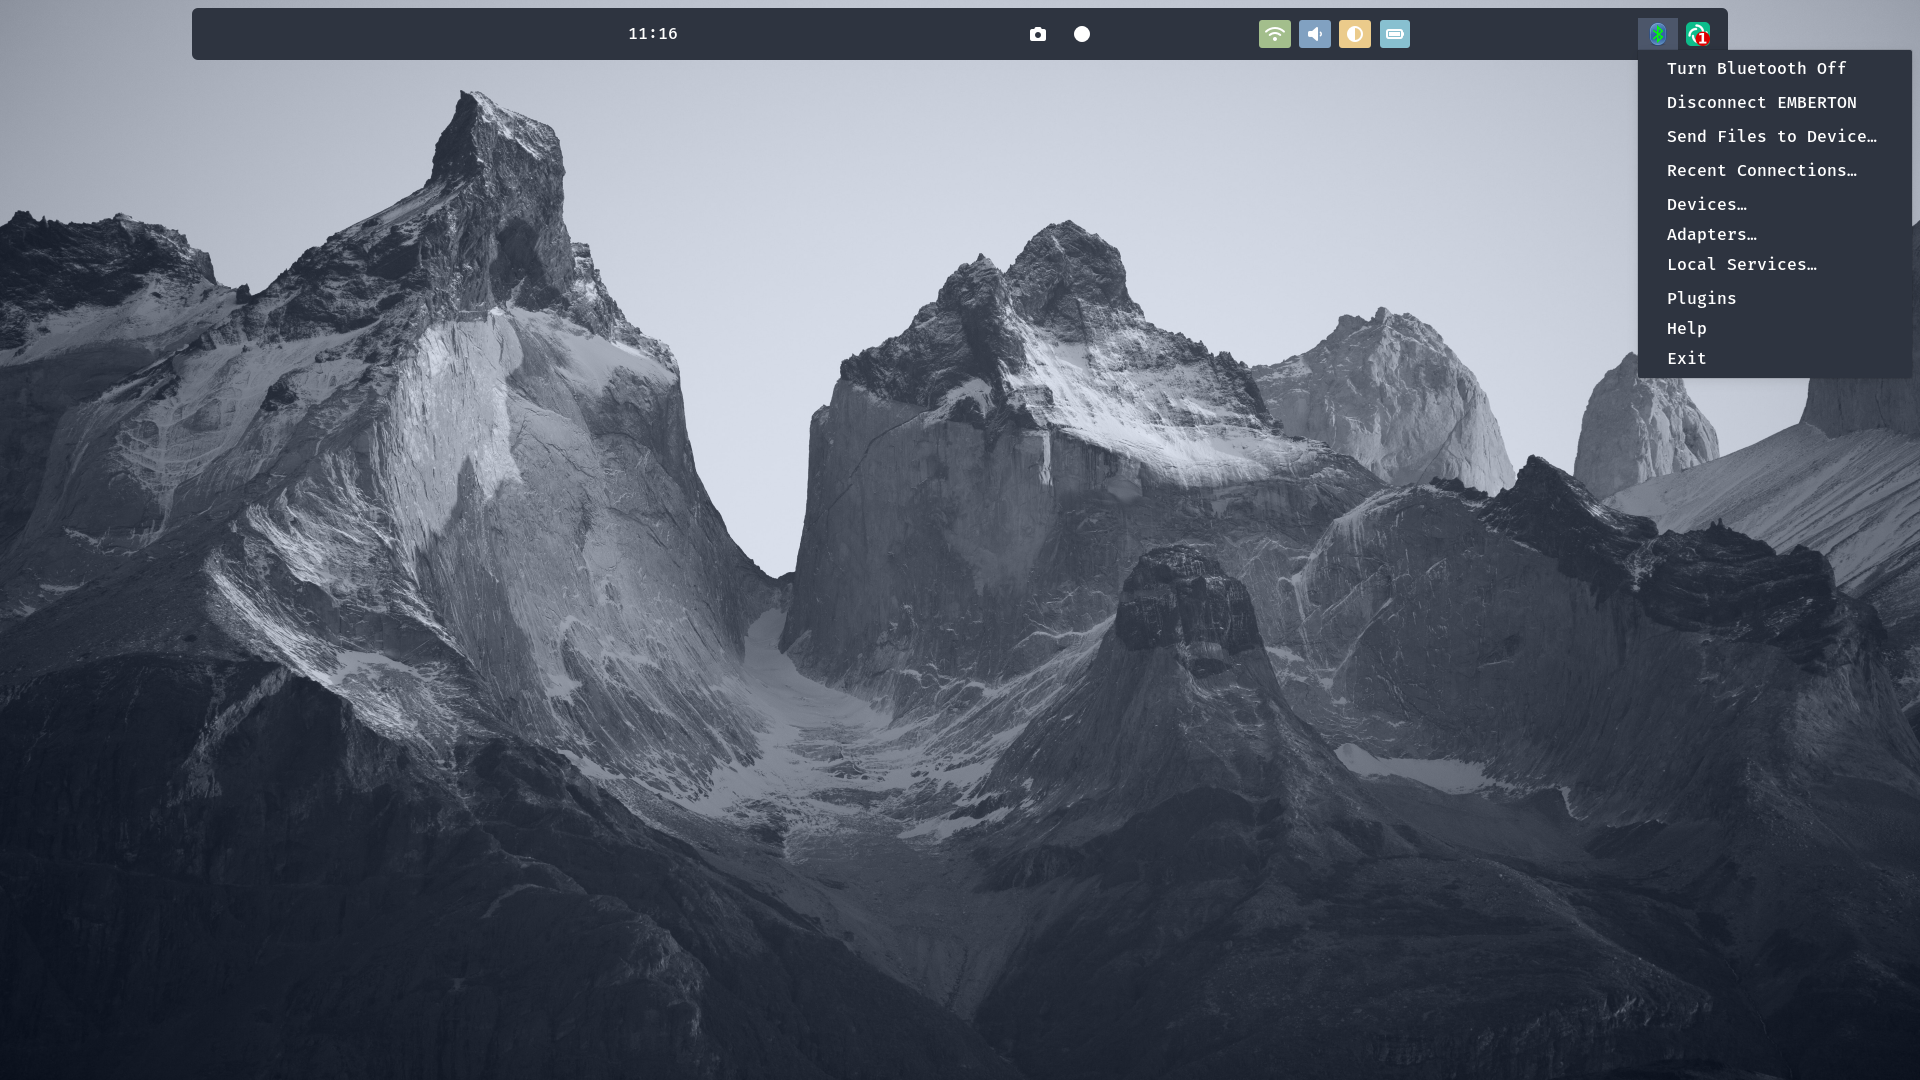 11:16
1
Turn Bluetooth Off
Disconnect EMBERTON
Send Files to Device…
Recent Connections…
Devices…
Adapters…
Local Services…
Plugins
Help
Exit